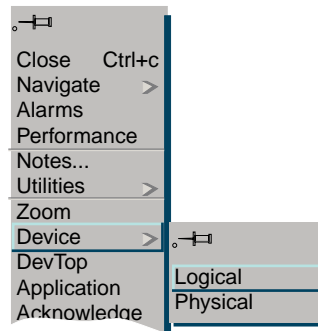 Close Ctrl+c
Navigate
Alarms
Performance
Notes...
Utilities
Zoom
Device
DevTop
Application
Acknowledge
Logical
Physical